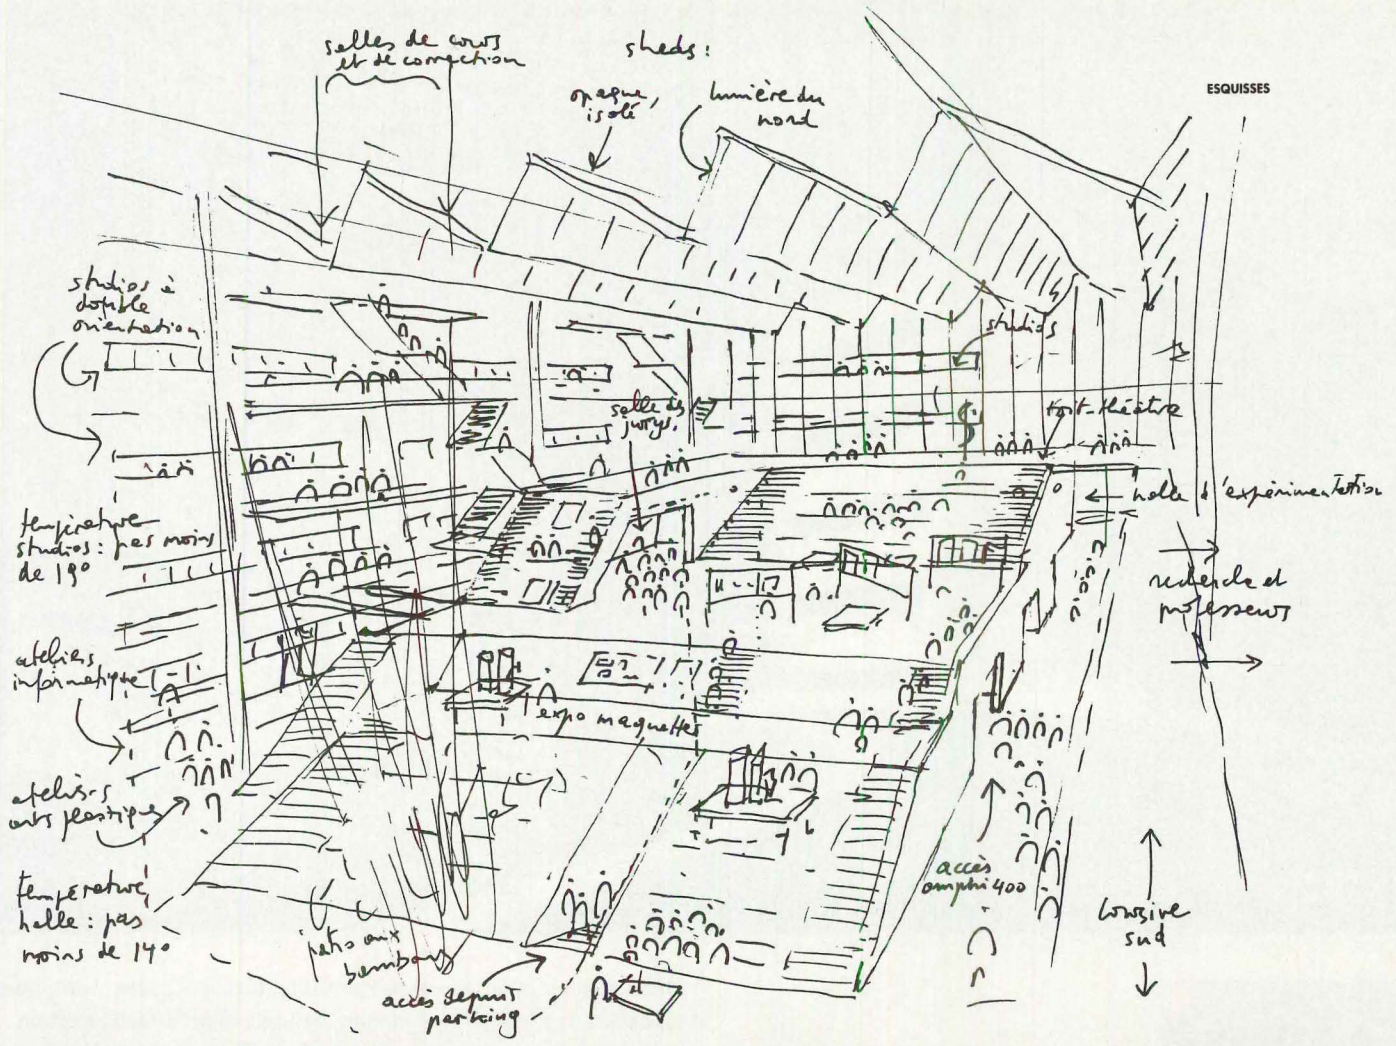 salles de cours
et de correction
sheds :
ESQUISSES
opaque,
isolé
lumière du
nord
studios à
double
orientation
studios
salle des
jurys.
toit-théâtre
halle d'expérimentation
température
studios : pas moins
de 19°
recherche et
professeurs
ateliers
informatique
expo maquettes
ateliers
arts plastiques
accès
amphi 400
température,
halle : pas
moins de 14°
coursive
sud
patio aux
bambous
accès depuis
parking